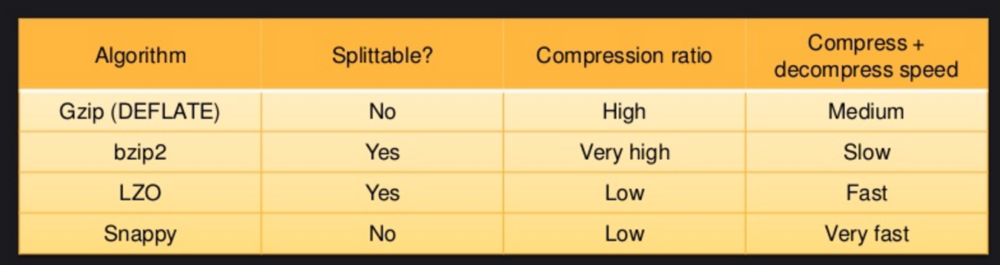 Algorithm Splittable? Compression ratio Compress +
decompress speed
Gzip (DEFLATE) No High Medium
bzip2 Yes Very high Slow
LZO Yes Low Fast
Snappy No Low Very fast